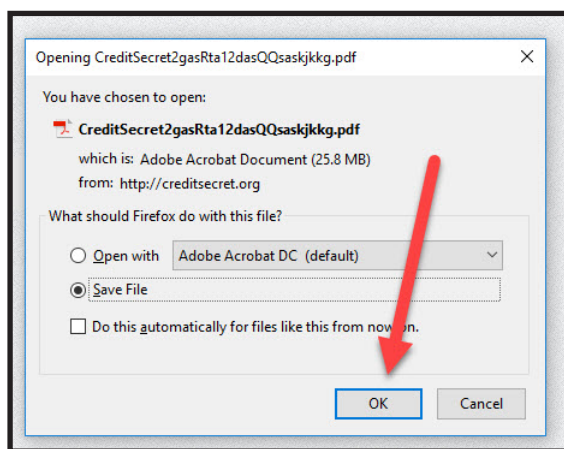 Opening CreditSecret2gasRta12dasQQsaskjkkg.pdf
You have chosen to open:
CreditSecret2gasRta12dasQQsaskjkkg.pdf
which is: Adobe Acrobat Document (25.8 MB)
from: http://creditsecret.org
What should Firefox do with this file?
Open with Adobe Acrobat DC (default)
Save File
Do this automatically for files like this from now on.
OK Cancel